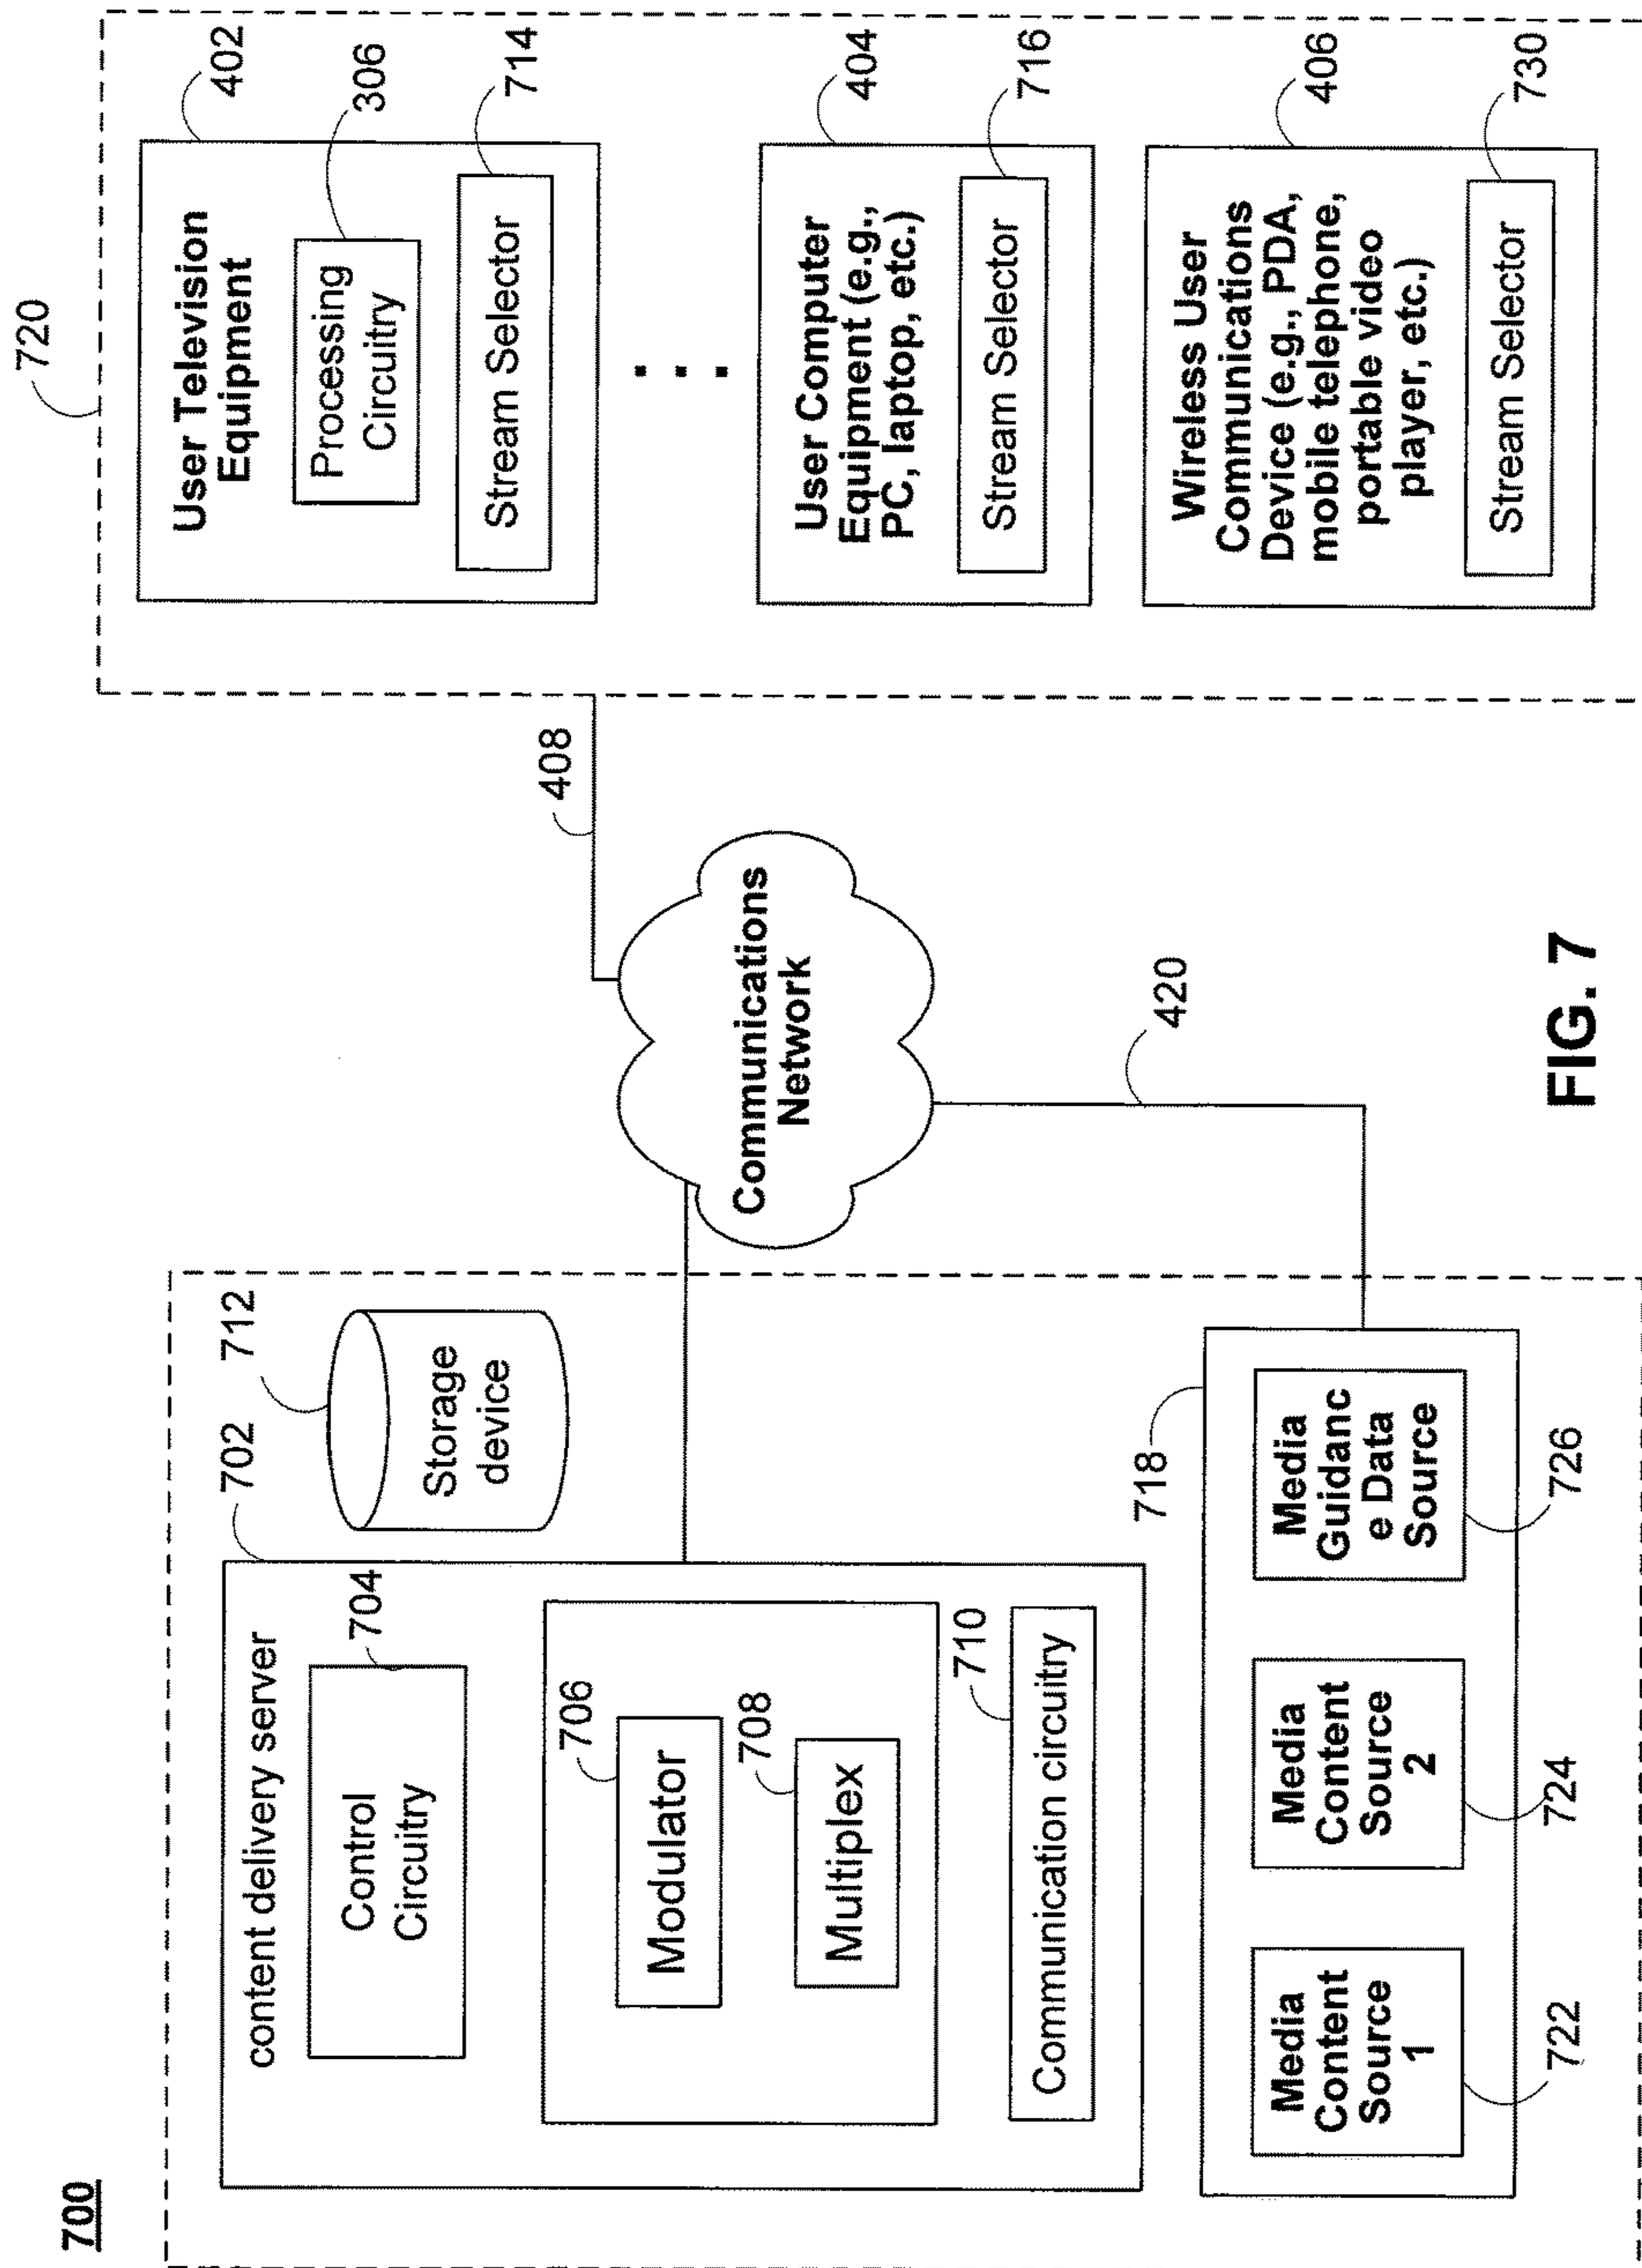 700
702
712
content delivery server
704
Control
Circuitry
Storage
device
706
Modulator
708
Multiplex
710
Communication circuitry
718
Media
Content
Source
1
722
Media
Content
Source
2
724
Media
Guidanc
e Data
Source
726
Communications
Network
408
420
720
402
User Television
Equipment
306
Processing
Circuitry
714
Stream Selector
404
User Computer
Equipment (e.g.,
PC, laptop, etc.)
716
Stream Selector
406
Wireless User
Communications
Device (e.g., PDA,
mobile telephone,
portable video
player, etc.)
730
Stream Selector
FIG. 7